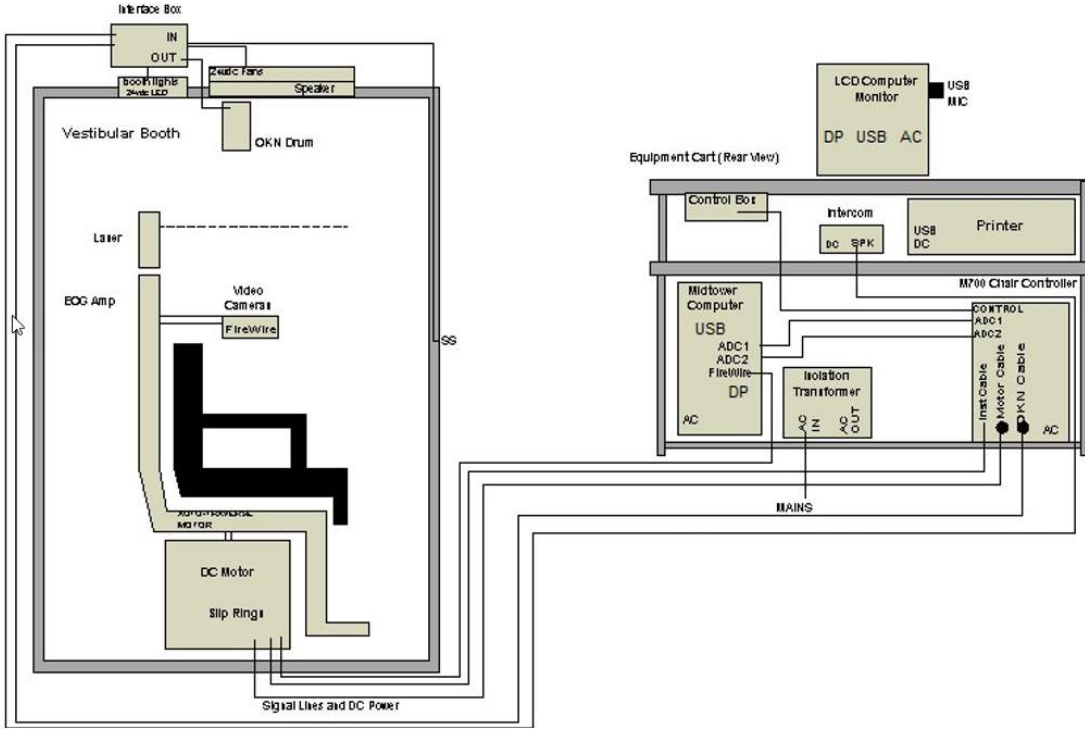 Interface Box
IN
OUT
booth lights
24vdc LED
24vdc Fans
Speaker
Vestibular Booth
OKN Drum
Laser
EOG Amp
Video
Cameras
FireWire
SS
AUTO-TRAVERSE
MOTOR
DC Motor
Slip Rings
Signal Lines and DC Power
LCD Computer
Monitor
DP USB AC
USB
MIC
Equipment Cart (Rear View)
Control Box
Intercom
DC SPK
Printer
USB
DC
M700 Chair Controller
Midtower
Computer
USB
ADC1
ADC2
FireWire
DP
AC
Isolation
Transformer
AC IN
AC OUT
MAINS
CONTROL
ADC1
ADC2
Inst Cable
Motor Cable
OKN Cable
AC